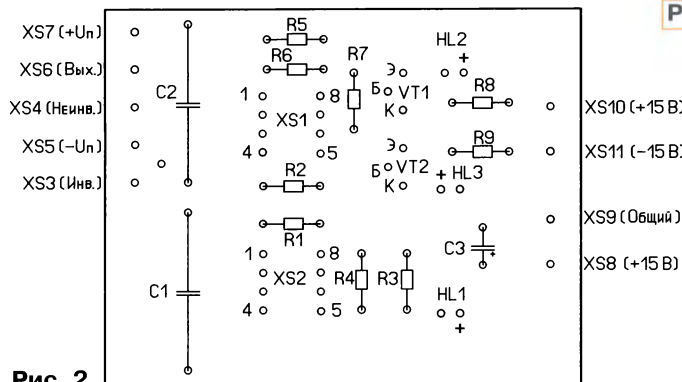 Р
XS7 (+Uп)
XS6 (Вых.)
XS4 (Неинв.)
XS5 (–Uп)
XS3 (Инв.)
C2
R5
R6
R7
HL2
+
1
8
XS1
4
5
Э
Б
VT1
К
R8
XS10 (+15 В)
R9
XS11 (–15 В)
Э
Б
VT2
К
+ HL3
R2
R1
XS9 (Общий)
C3
+
XS8 (+15 В)
C1
1
8
XS2
4
5
R4
R3
HL1
+
Рис. 2